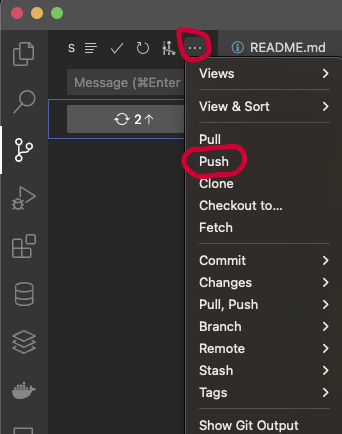 S
README.md
Message (⌘Enter
2↑
Views
View & Sort
Pull
Push
Clone
Checkout to...
Fetch
Commit
Changes
Pull, Push
Branch
Remote
Stash
Tags
Show Git Output